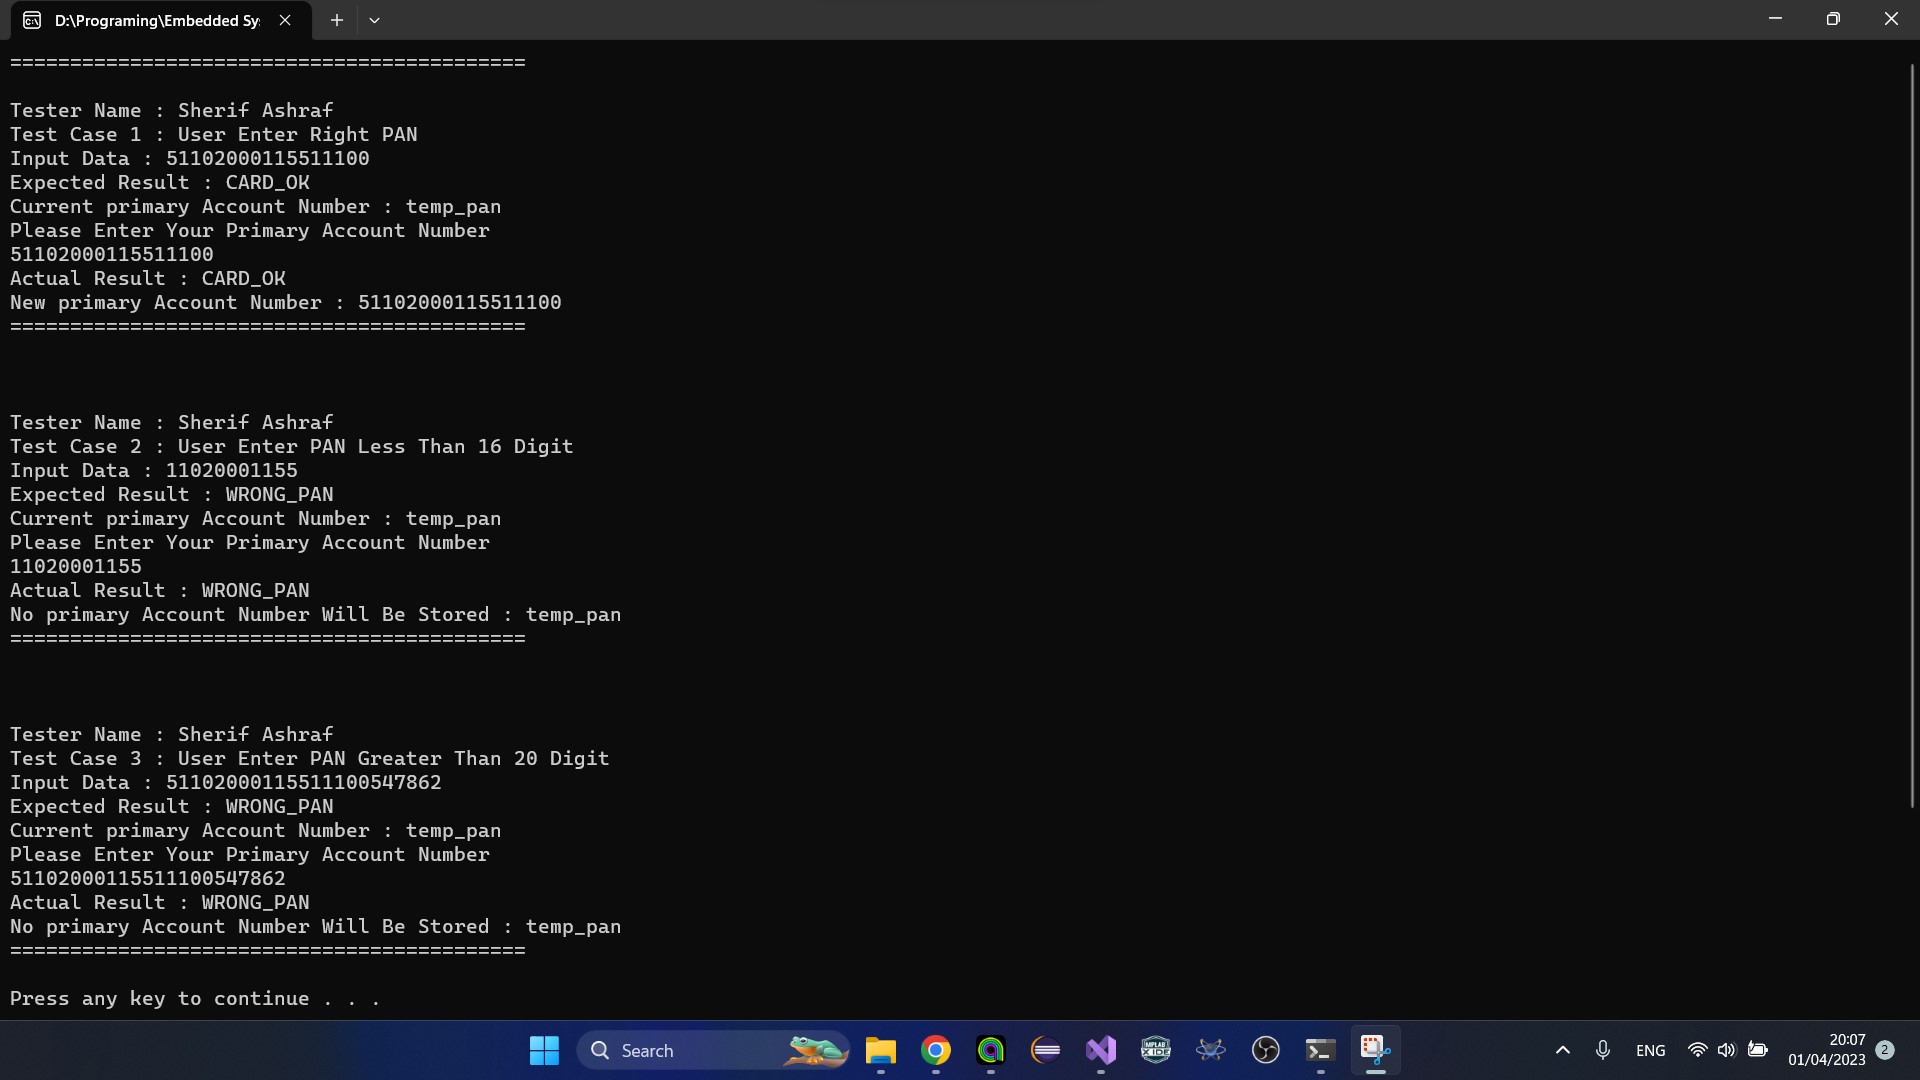 D:\Programing\Embedded Sy
===========================================
Tester Name : Sherif Ashraf
Test Case 1 : User Enter Right PAN
Input Data : 51102000115511100
Expected Result : CARD_OK
Current primary Account Number : temp_pan
Please Enter Your Primary Account Number
51102000115511100
Actual Result : CARD_OK
New primary Account Number : 51102000115511100
===========================================
Tester Name : Sherif Ashraf
Test Case 2 : User Enter PAN Less Than 16 Digit
Input Data : 11020001155
Expected Result : WRONG_PAN
Current primary Account Number : temp_pan
Please Enter Your Primary Account Number
11020001155
Actual Result : WRONG_PAN
No primary Account Number Will Be Stored : temp_pan
===========================================
Tester Name : Sherif Ashraf
Test Case 3 : User Enter PAN Greater Than 20 Digit
Input Data : 51102000115511100547862
Expected Result : WRONG_PAN
Current primary Account Number : temp_pan
Please Enter Your Primary Account Number
51102000115511100547862
Actual Result : WRONG_PAN
No primary Account Number Will Be Stored : temp_pan
===========================================
Press any key to continue . . .
Search
MPLAB
X IDE
ENG
20:07
01/04/2023
2